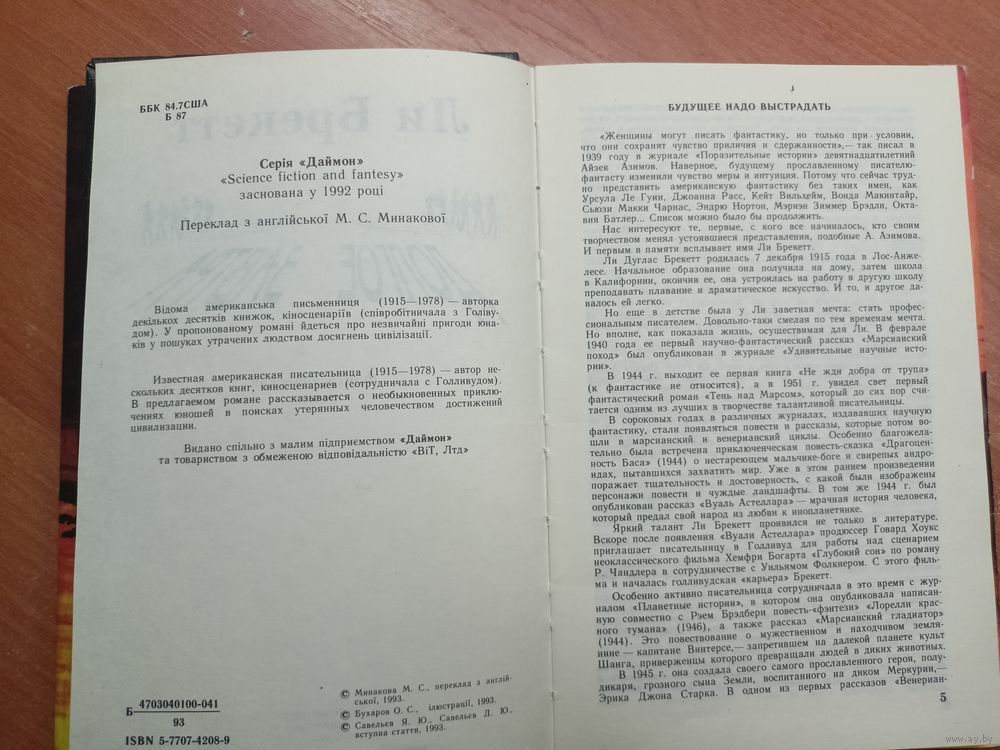 ББК 84.7США
Б 87
Серія «Даймон»
«Science fiction and fantesy»
заснована у 1992 році
Переклад з англійської М. С. Минакової
Відома американська письменниця (1915—1978) — авторка
декількох десятків книжок, кіносценаріїв (співробітничала з Голіву-
дом). У пропонованому романі йдеться про незвичайні пригоди юна-
ків у пошуках утрачених людством досягнень цивілізації.
Известная американская писательница (1915—1978) — автор не-
скольких десятков книг, киносценариев (сотрудничала с Голливудом).
В предлагаемом романе рассказывается о необыкновенных приклю-
чениях юношей в поисках утерянных человечеством достижений
цивилизации.
Видано спільно з малим підприємством «Даймон»
та товариством з обмеженою відповідальністю «ВіТ, Лтд»
Б 4703040100-041
93
ISBN 5-7707-4208-9
© Минакова М. С., переклад з англій-
ської, 1993.
© Бухаров О. С., ілюстрації, 1993.
© Савельєв Я. Ю., Савельєв Д. Ю.,
вступна стаття, 1993.
БУДУЩЕЕ НАДО ВЫСТРАДАТЬ
«Женщины могут писать фантастику, но только при условии,
что они сохранят чувство приличия и сдержанности»,— так писал в
1939 году в журнале «Поразительные истории» девятнадцатилетний
Айзек Азимов. Наверное, будущему прославленному писателю-
фантасту изменили чувство меры и интуиция. Потому что сейчас труд-
но представить американскую фантастику без таких имен, как
Урсула Ле Гуин, Джоанна Расс, Кейт Вильхейм, Вонда Макинтайр,
Сьюзи Макки Чарнас, Эндрю Нортон, Мэриэн Зиммер Брэдли, Окта-
вия Батлер... Список можно было бы продолжить.
Нас интересуют те, первые, с кого все начиналось, кто своим
творчеством менял устоявшиеся представления, подобные А. Азимова.
И первым в памяти всплывает имя Ли Брекетт.
Ли Дуглас Брекетт родилась 7 декабря 1915 года в Лос-Анже-
лесе. Начальное образование она получила на дому, затем школа
в Калифорнии, окончив ее, она устроилась на работу в другую школу
преподавать плавание и драматическое искусство. И то, и другое да-
валось ей легко.
Но еще в детстве была у Ли заветная мечта: стать профес-
сиональным писателем. Довольно-таки смелая по тем временам мечта.
Но вполне, как показала жизнь, осуществимая для Ли. В феврале
1940 года ее первый научно-фантастический рассказ «Марсианский
поход» был опубликован в журнале «Удивительные научные исто-
рии».
В 1944 г. выходит ее первая книга «Не жди добра от трупа»
(к фантастике не относится), а в 1951 г. увидел свет первый
фантастический роман «Тень над Марсом», который до сих пор счи-
тается одним из лучших в творчестве талантливой писательницы.
В сороковых годах в различных журналах, издававших научную
фантастику, стали появляться повести и рассказы, которые потом во-
шли в марсианский и венерианский циклы. Особенно благожела-
тельно была встречена приключенческая повесть-сказка «Драгоцен-
ность Баса» (1944) о нестареющем мальчике-боге и свирепых андро-
идах, пытавшихся захватить мир. Уже в этом раннем произведении
поражает тщательность и достоверность, с какой были изображены
персонажи повести и чуждые ландшафты. В том же 1944 г. был
опубликован рассказ «Вуаль Астеллара» — мрачная история человека,
который предал свой народ из любви к инопланетянке.
Яркий талант Ли Брекетт проявился не только в литературе.
Вскоре после появления «Вуали Астеллара» продюссер Говард Хоукс
приглашает писательницу в Голливуд для работы над сценарием
неоклассического фильма Хемфри Богарта «Глубокий сон» по роману
Р. Чандлера в сотрудничестве с Уильямом Фолкнером. С этого филь-
ма и началась голливудская «карьера» Брекетт.
Особенно активно писательница сотрудничала в это время с жур-
налом «Планетные истории», в котором она опубликовала написан-
ную совместно с Рэем Брэдбери повесть-«фэнтези» «Лорелли крас-
ного тумана» (1946), а также рассказ «Марсианский гладиатор»
(1944). Это повествование о мужественном и находчивом земля-
нине — капитане Винтерсе,— запретившем на далекой планете культ
Шанга, приверженцы которого превращали людей в диких животных.
В 1945 г. она создала своего самого прославленного героя, полу-
дикаря, грозного сына Земли, воспитанного на диком Меркурии,—
Эрика Джона Старка. В одном из первых рассказов «Венериан-
5
www.ay.by